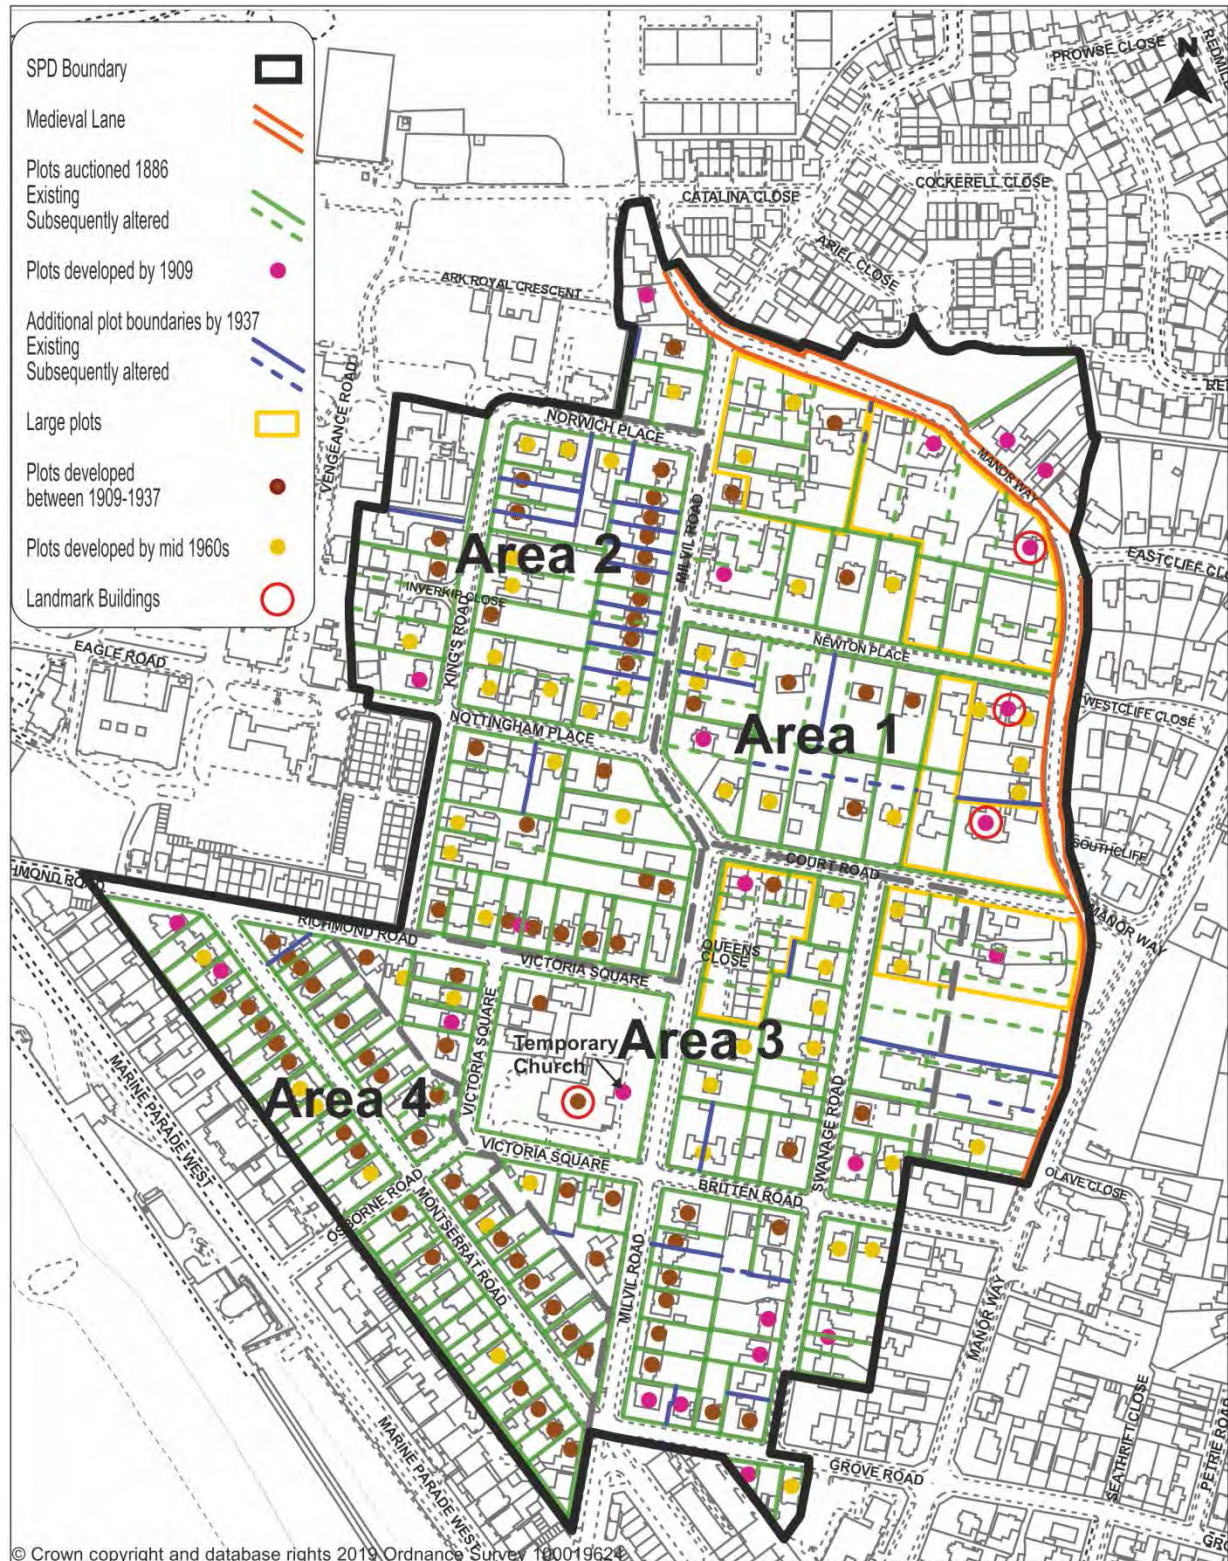 SPD Boundary
Medieval Lane
Plots auctioned 1886
Existing
Subsequently altered
Plots developed by 1909
Additional plot boundaries by 1937
Existing
Subsequently altered
Large plots
Plots developed
between 1909-1937
Plots developed by mid 1960s
Landmark Buildings
N
PROWSE CLOSE
COCKERELL CLOSE
CATALINA CLOSE
ARIEL CLOSE
ARK ROYAL CRESCENT
VENGEANCE ROAD
NORWICH PLACE
MANOR WAY
MILVIL ROAD
Area 2
EASTCLIFF
INVERKIP CLOSE
KING'S ROAD
NEWTON PLACE
EAGLE ROAD
WESTCLIFF CLOSE
NOTTINGHAM PLACE
Area 1
SOUTHCLIFF
COURT ROAD
MANOR WAY
RICHMOND ROAD
QUEENS
CLOSE
VICTORIA SQUARE
VICTORIA SQUARE
Temporary
Church
Area 3
Area 4
MARINE PARADE WEST
SWANAGE ROAD
VICTORIA SQUARE
BRITTEN ROAD
OLAVE CLOSE
OSBORNE ROAD
MONTSERRAT ROAD
MILVIL ROAD
MANOR WAY
SEATHRIFT CLOSE
PETRIE ROAD
MARINE PARADE WEST
GROVE ROAD
© Crown copyright and database rights 2019 Ordnance Survey 100019624